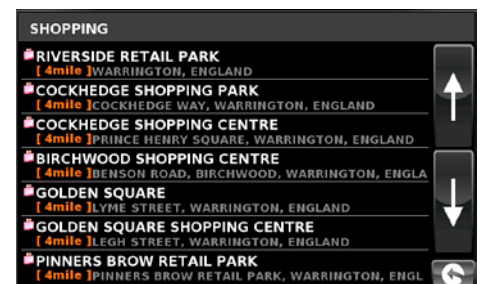 SHOPPING
RIVERSIDE RETAIL PARK
[ 4mile ]WARRINGTON, ENGLAND
COCKHEDGE SHOPPING PARK
[ 4mile ]COCKHEDGE WAY, WARRINGTON, ENGLAND
COCKHEDGE SHOPPING CENTRE
[ 4mile ]PRINCE HENRY SQUARE, WARRINGTON, ENGLAND
BIRCHWOOD SHOPPING CENTRE
[ 4mile ]BENSON ROAD, BIRCHWOOD, WARRINGTON, ENGLA
GOLDEN SQUARE
[ 4mile ]LYME STREET, WARRINGTON, ENGLAND
GOLDEN SQUARE SHOPPING CENTRE
[ 4mile ]LEGH STREET, WARRINGTON, ENGLAND
PINNERS BROW RETAIL PARK
[ 4mile ]PINNERS BROW RETAIL PARK, WARRINGTON, ENGL